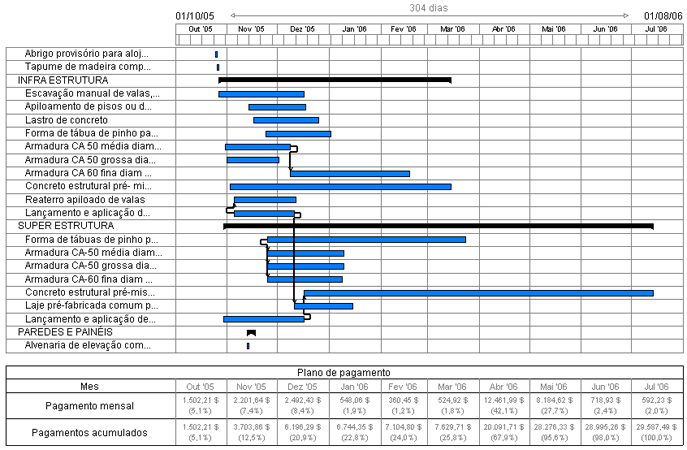 304 dias
01/10/05 01/08/06
Out '05 Nov '05 Dez '05 Jan '06 Fev '06 Mar '06 Abr '06 Mai '06 Jun '06 Jul '06
Abrigo provisório para aloj...
Tapume de madeira comp...
INFRA ESTRUTURA
Escavação manual de valas,...
Apiloamento de pisos ou d...
Lastro de concreto
Forma de tábua de pinho pa...
Armadura CA 50 média diam...
Armadura CA 50 grossa dia...
Armadura CA 60 fina diam ...
Concreto estrutural pré- mi...
Reaterro apiloado de valas
Lançamento e aplicação d...
SUPER ESTRUTURA
Forma de tábuas de pinho p...
Armadura CA-50 média diam...
Armadura CA-50 grossa dia...
Armadura CA-60 fina diam ...
Concreto estrutural pré-mis...
Laje pré-fabricada comum p...
Lançamento e aplicação de...
PAREDES E PAINÉIS
Alvenaria de elevação com...
Plano de pagamento
Mes Out '05 Nov '05 Dez '05 Jan '06 Fev '06 Mar '06 Abr '06 Mai '06 Jun '06 Jul '06
Pagamento mensal 1.502,21 $ 2.201,64 $ 2.492,43 $ 548,06 $ 360,45 $ 524,92 $ 12.461,99 $ 8.184,62 $ 718,93 $ 592,23 $
(5,1%) (7,4%) (8,4%) (1,9%) (1,2%) (1,8%) (42,1%) (27,7%) (2,4%) (2,0%)
Pagamentos acumulados 1.502,21 $ 3.703,86 $ 6.196,29 $ 6.744,35 $ 7.104,80 $ 7.629,71 $ 20.091,71 $ 28.276,33 $ 28.995,26 $ 29.587,49 $
(5,1%) (12,5%) (20,9%) (22,8%) (24,0%) (25,8%) (67,9%) (95,6%) (98,0%) (100,0%)